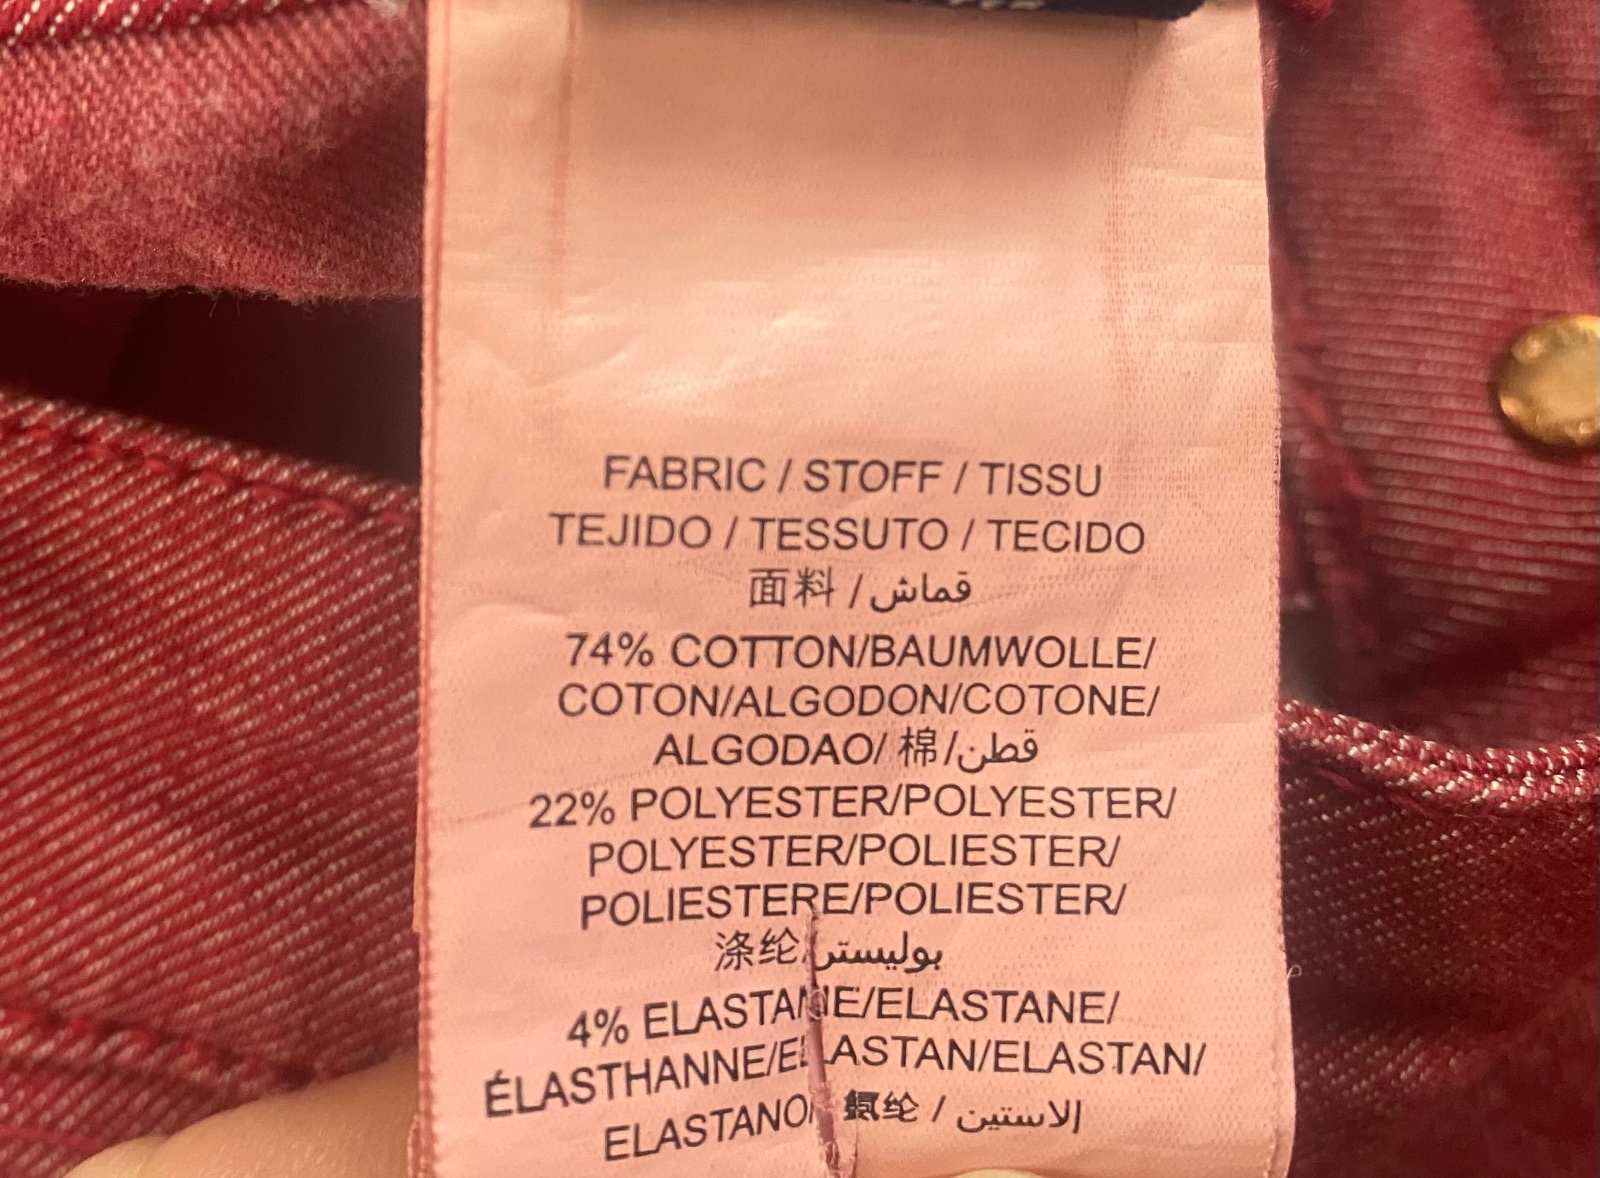 FABRIC / STOFF / TISSU
TEJIDO / TESSUTO / TECIDO
面料 / قماش
74% COTTON/BAUMWOLLE/
COTON/ALGODON/COTONE/
ALGODAO/ 棉/قطن
22% POLYESTER/POLYESTER/
POLYESTER/POLIESTER/
POLIESTERE/POLIESTER/
涤纶/بوليستر
4% ELASTANE/ELASTANE/
ÉLASTHANNE/ELASTAN/ELASTAN/
ELASTANO/ 氨纶 / إلاستين